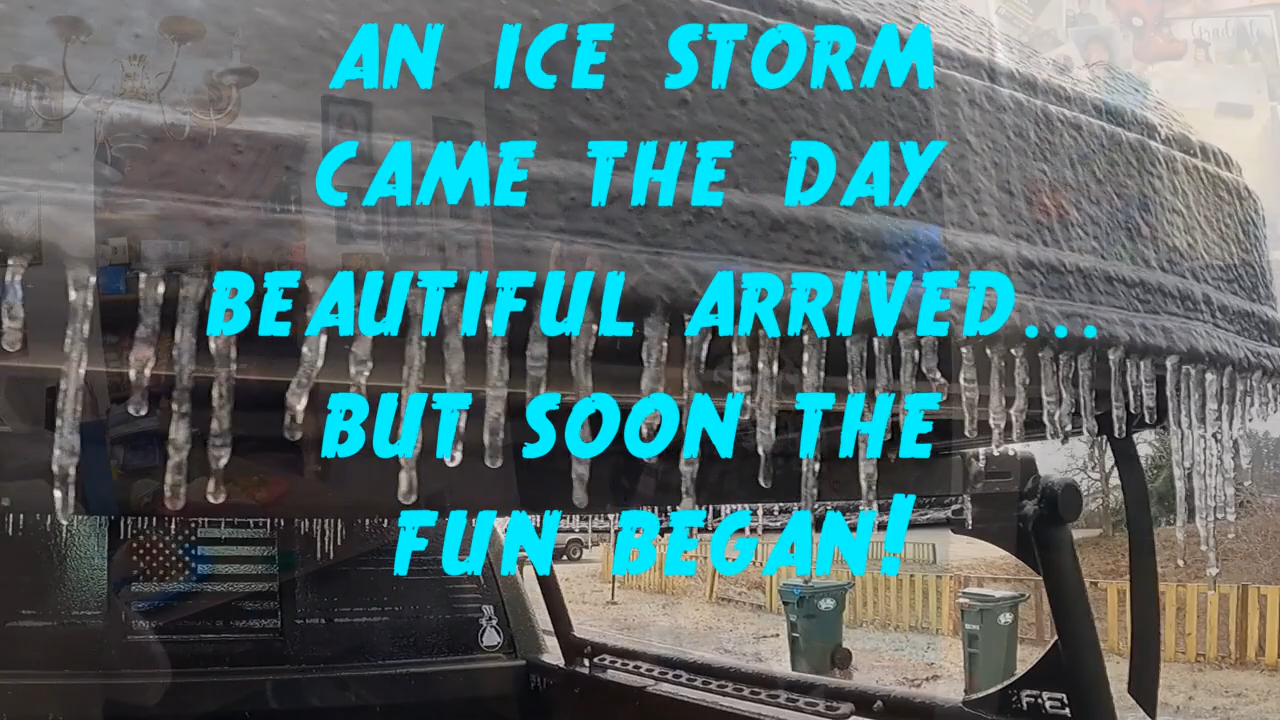 AN ICE STORM
CAME THE DAY
BEAUTIFUL ARRIVED...
BUT SOON THE
FUN BEGAN!